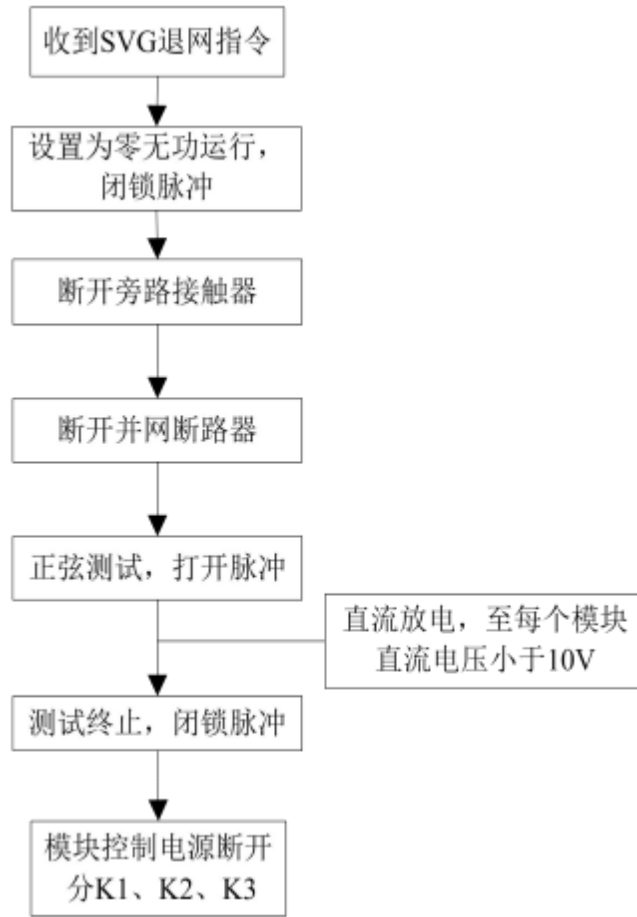 收到SVG退网指令
设置为零无功运行，
闭锁脉冲
断开旁路接触器
断开并网断路器
正弦测试，打开脉冲
直流放电，至每个模块
直流电压小于10V
测试终止，闭锁脉冲
模块控制电源断开
分K1、K2、K3